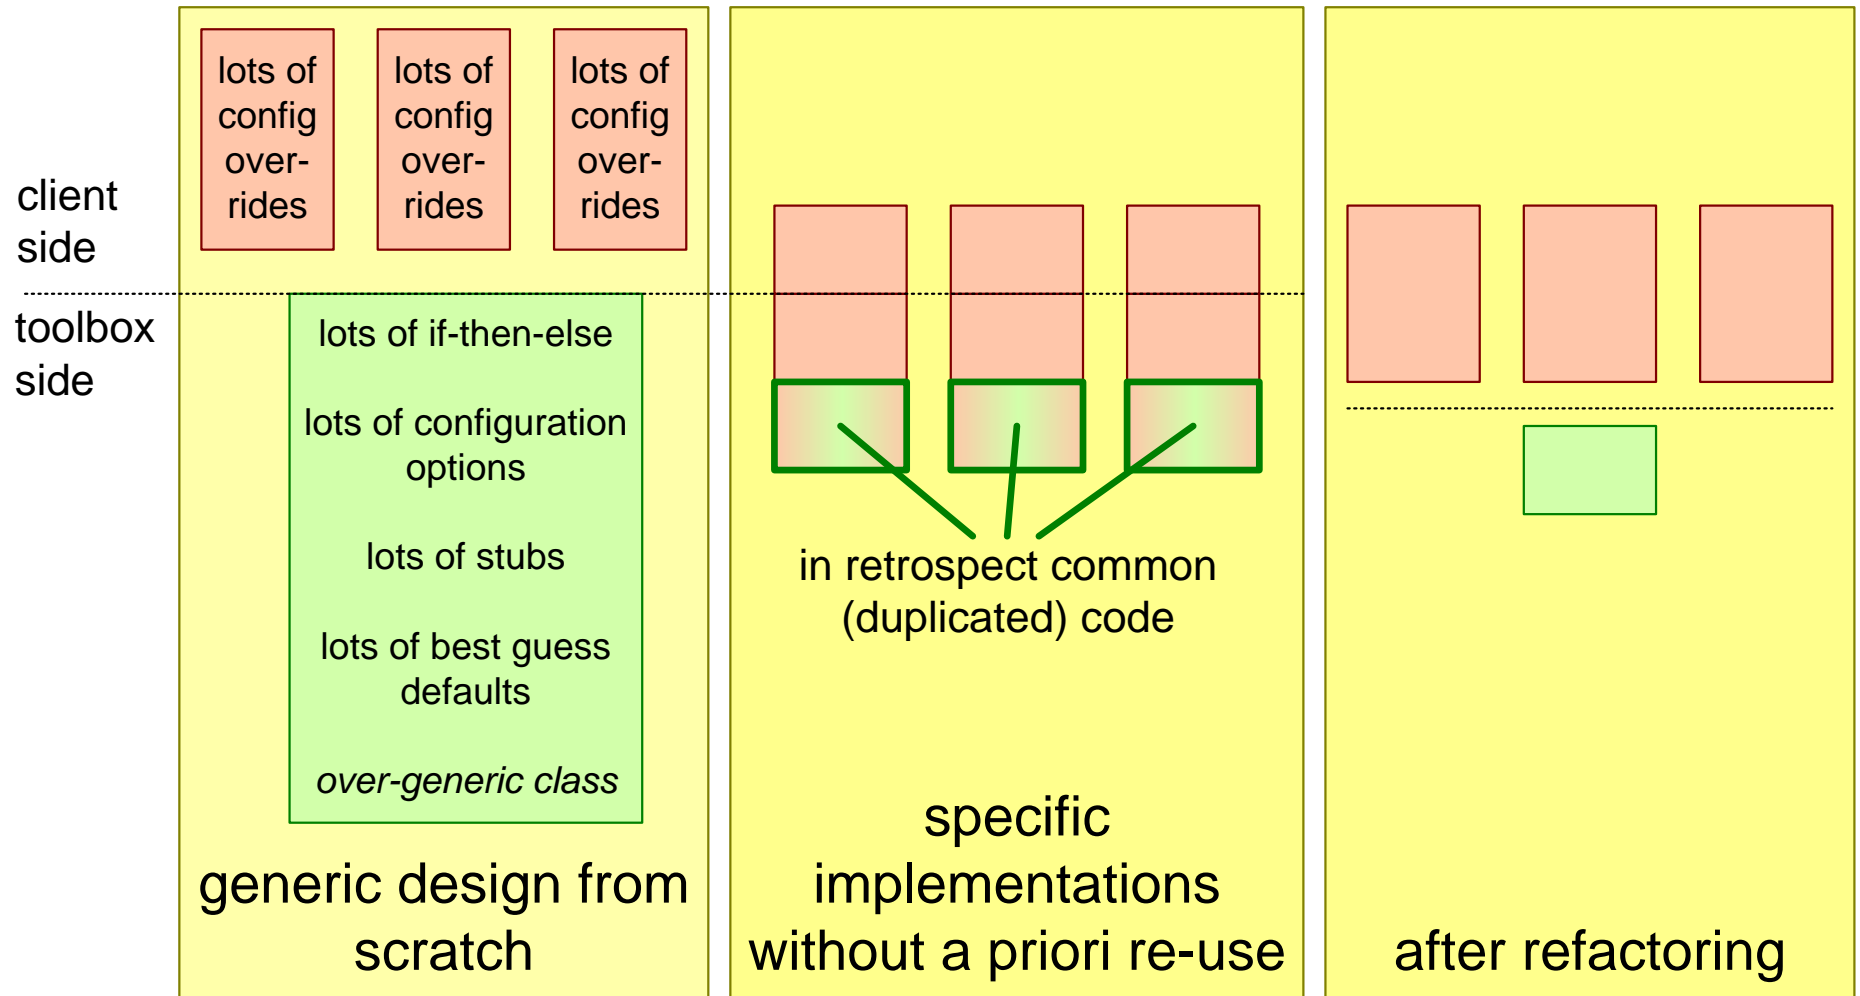 client
side
toolbox
side
lots of
config
over-
rides
lots of
config
over-
rides
lots of
config
over-
rides
lots of if-then-else
lots of configuration
options
lots of stubs
lots of best guess
defaults
over-generic class
generic design from
scratch
in retrospect common
(duplicated) code
specific
implementations
without a priori re-use
after refactoring